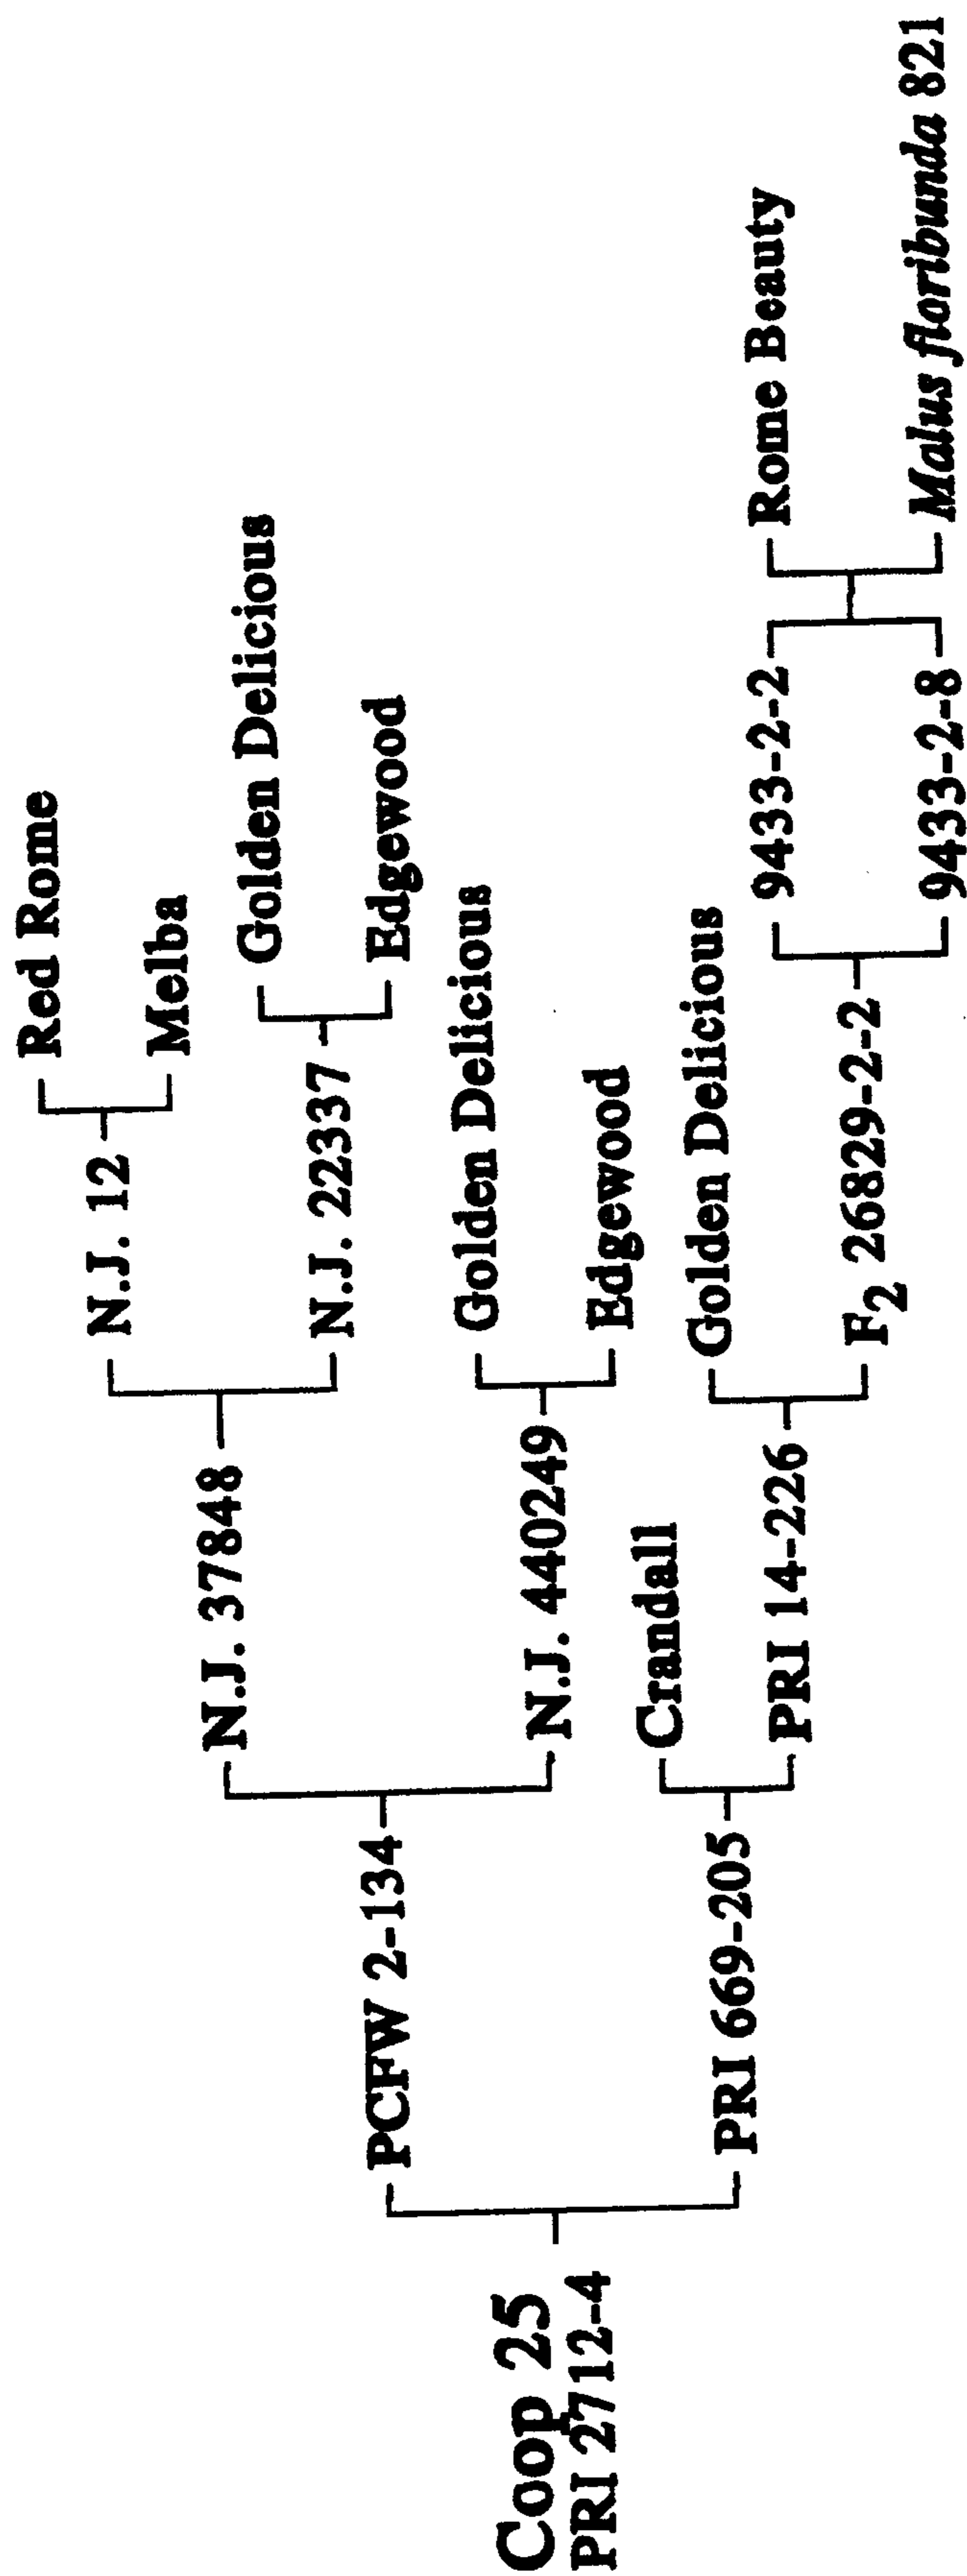 Coop 25
PRI 2712-4
PCFW 2-134
N.J. 37848
N.J. 12
Red Rome
Melba
N.J. 22337
Golden Delicious
Edgewood
N.J. 440249
Golden Delicious
Edgewood
PRI 669-205
Crandall
PRI 14-226
Golden Delicious
F2 26829-2-2
9433-2-2
9433-2-8
Rome Beauty
Malus floribunda 821